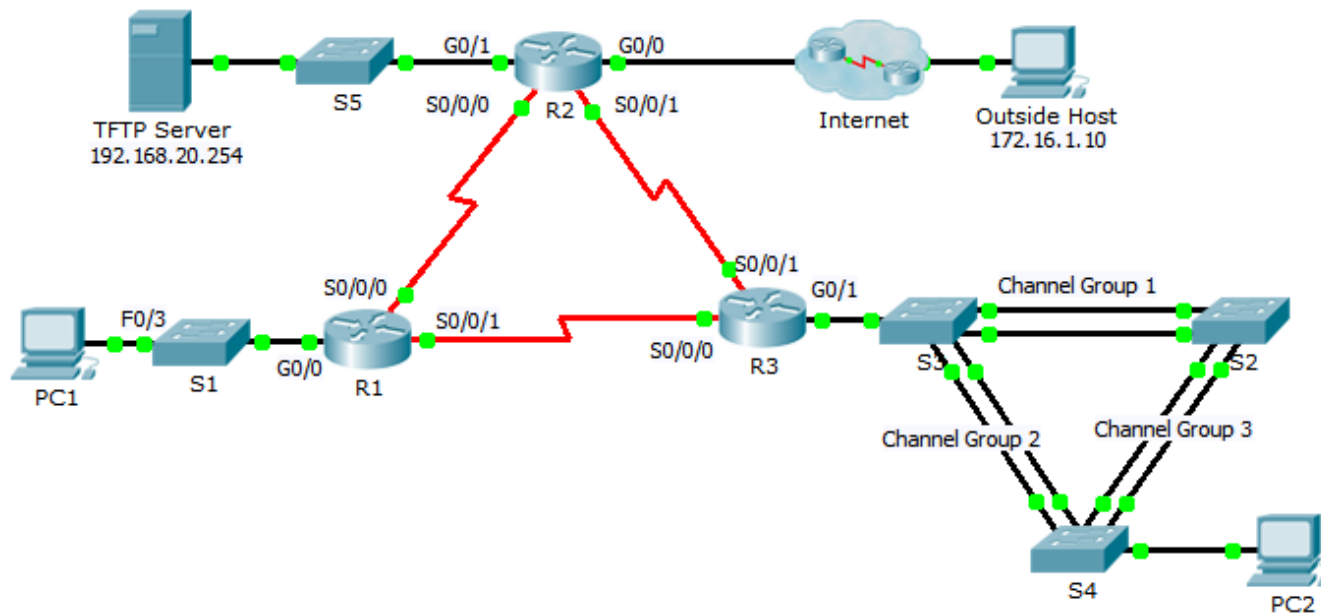 G0/1
G0/0
S5
S0/0/0
S0/0/1
R2
Internet
TFTP Server
192.168.20.254
Outside Host
172.16.1.10
S0/0/1
G0/1
Channel Group 1
S0/0/0
F0/3
S0/0/1
S0/0/0
G0/0
S1
R1
R3
S3
S2
PC1
Channel Group 2
Channel Group 3
S4
PC2